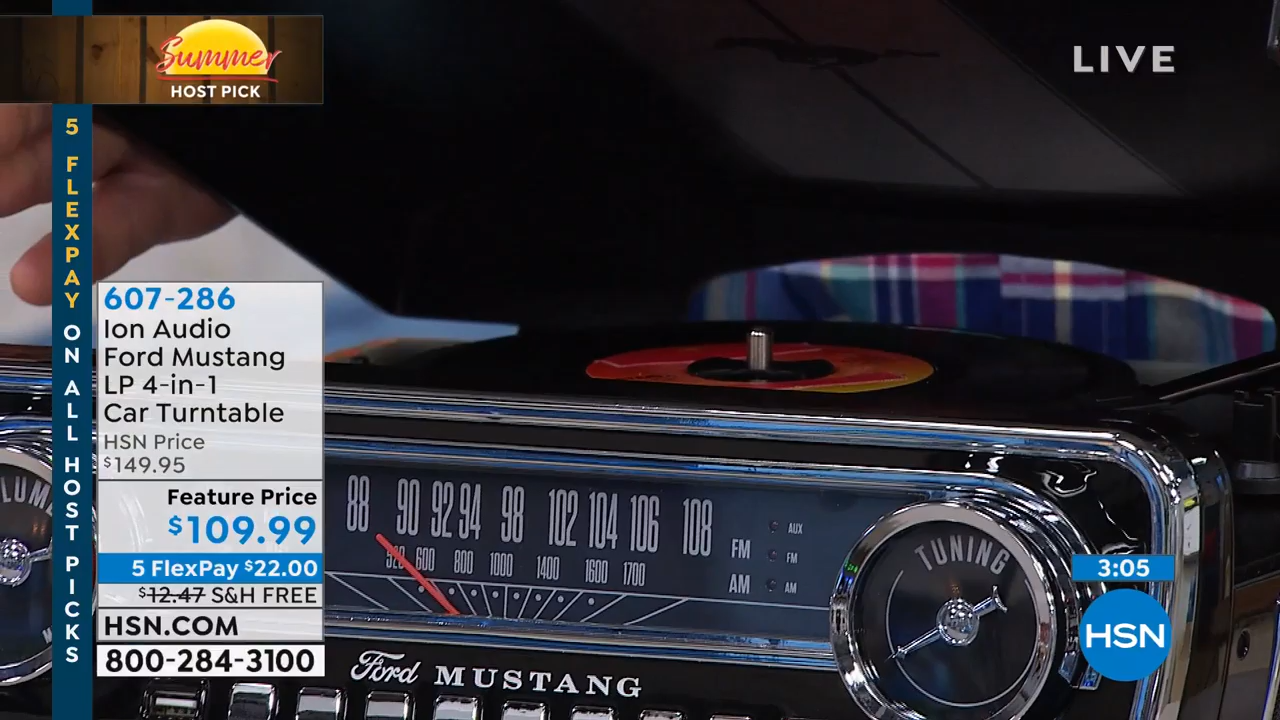 Summer
HOST PICK
LIVE
5 FLEXPAY ON ALL HOST PICKS
607-286
Ion Audio
Ford Mustang
LP 4-in-1
Car Turntable
HSN Price
$149.95
Feature Price
$109.99
5 FlexPay $22.00
$12.47 S&H FREE
HSN.COM
800-284-3100
88 90 92 94 98 102 104 106 108
FM
520 600 800 1000 1400 1600 1700
AM
AUX
FM
AM
TUNING
Ford MUSTANG
3:05
HSN